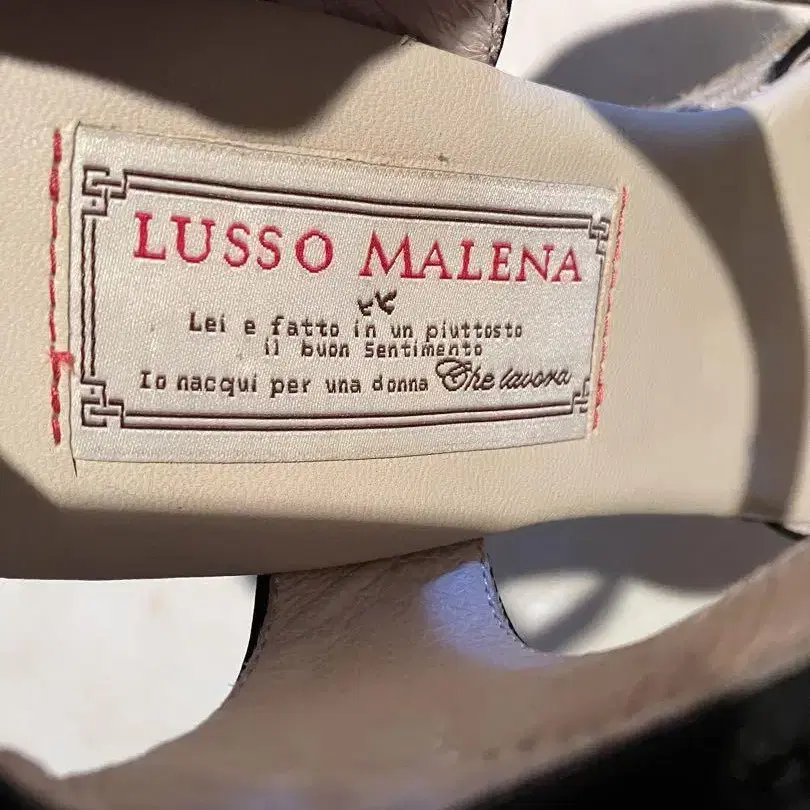 LUSSO MALENA
Lei e fatto in un piuttosto
il buon Sentimento
Io nacqui per una donna Che lavora